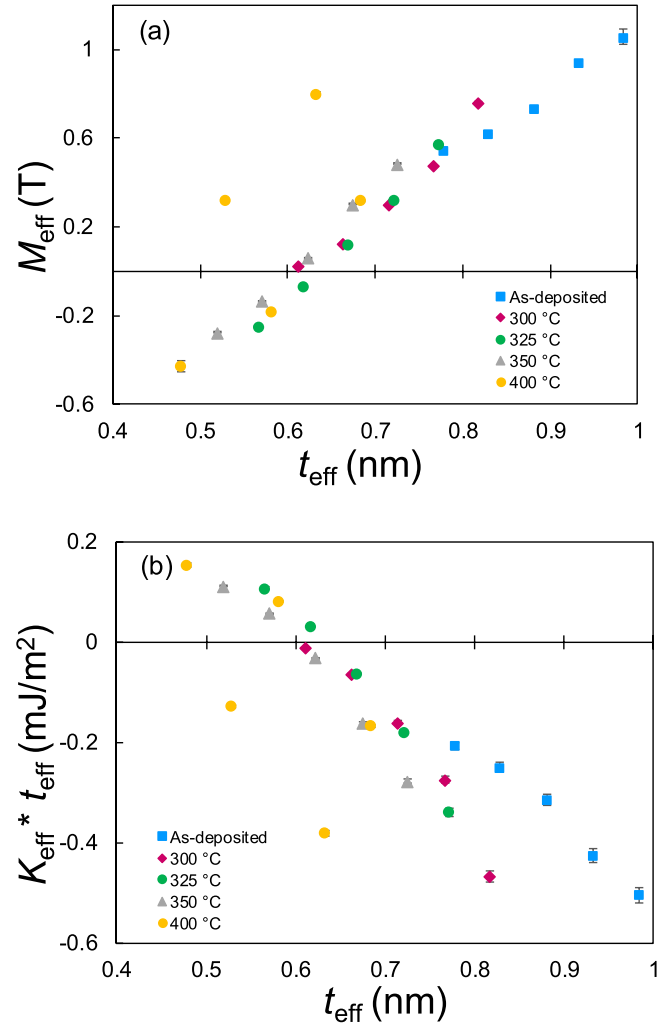 (a)
1
0.6
0.2
-0.2
-0.6
M_eff (T)
0.4 0.5 0.6 0.7 0.8 0.9 1
t_eff (nm)
As-deposited
300 °C
325 °C
350 °C
400 °C
(b)
0.2
0
-0.2
-0.4
-0.6
K_eff * t_eff (mJ/m²)
As-deposited
300 °C
325 °C
350 °C
400 °C
0.4 0.5 0.6 0.7 0.8 0.9 1
t_eff (nm)